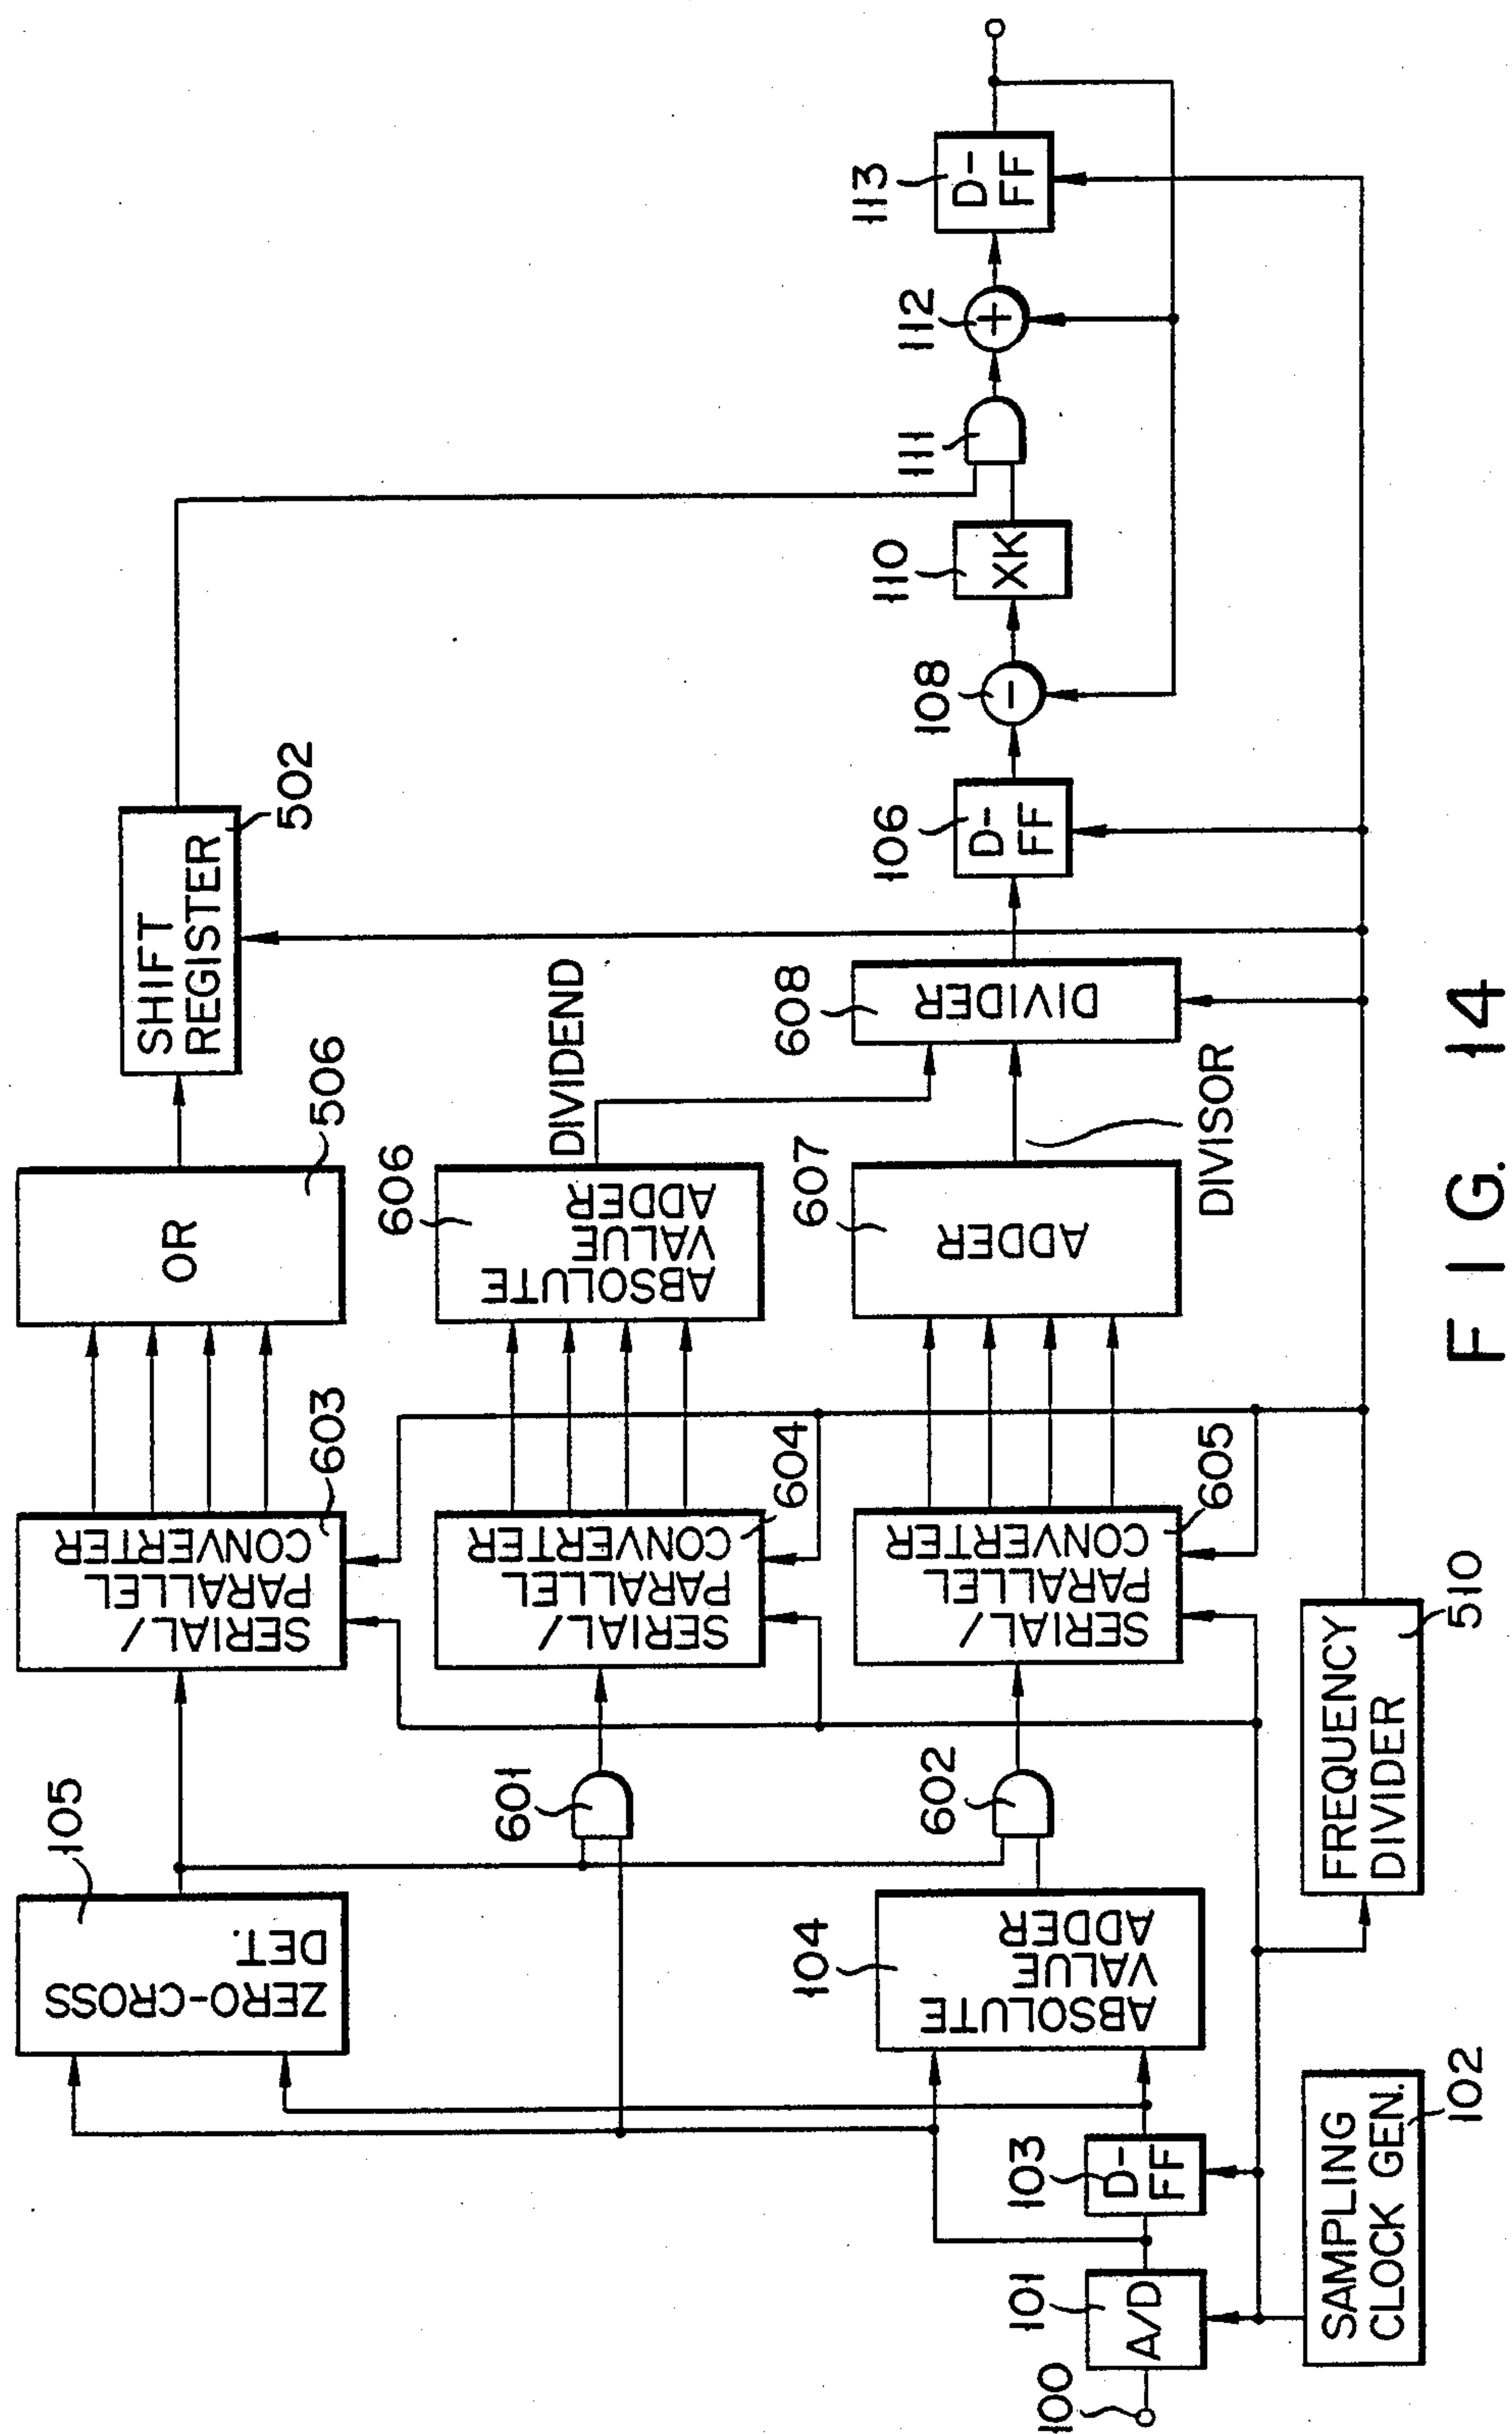 105
ZERO-CROSS
DET.
SERIAL/
PARALLEL
CONVERTER
603
OR
506
SHIFT
REGISTER
502
601
SERIAL/
PARALLEL
CONVERTER
604
606
ABSOLUTE
VALUE
ADDER
DIVIDEND
104
ABSOLUTE
VALUE
ADDER
602
SERIAL/
PARALLEL
CONVERTER
605
607
ADDER
DIVISOR
608
DIVIDER
106
D-
FF
108
−
110
XK
111
112
+
113
D-
FF
100
101
A/D
103
D-
FF
SAMPLING
CLOCK GEN.
102
FREQUENCY
DIVIDER
510
FIG. 14